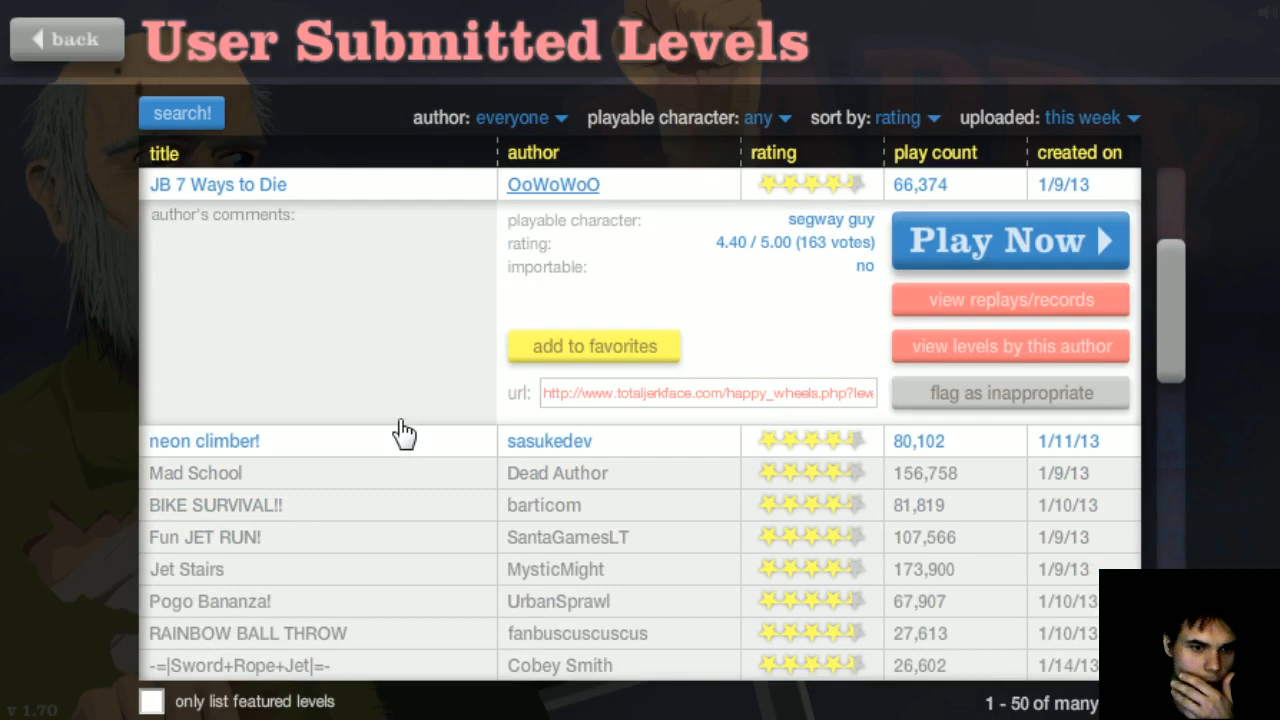 back
User Submitted Levels
search!
author: everyone playable character: any sort by: rating uploaded: this week
title author rating play count created on
JB 7 Ways to Die OoWoWoO 66,374 1/9/13
author's comments:
playable character: segway guy
rating: 4.40 / 5.00 (163 votes)
importable: no
Play Now
view replays/records
add to favorites
view levels by this author
url: http://www.totaljerkface.com/happy_wheels.php?leve
flag as inappropriate
neon climber! sasukedev 80,102 1/11/13
Mad School Dead Author 156,758 1/9/13
BIKE SURVIVAL!! barticom 81,819 1/10/13
Fun JET RUN! SantaGamesLT 107,566 1/9/13
Jet Stairs MysticMight 173,900 1/9/13
Pogo Bananza! UrbanSprawl 67,907 1/10/13
RAINBOW BALL THROW fanbuscuscuscus 27,613 1/10/13
-=|Sword+Rope+Jet|=- Cobey Smith 26,602 1/14/13
only list featured levels
1 - 50 of many
v 1.70